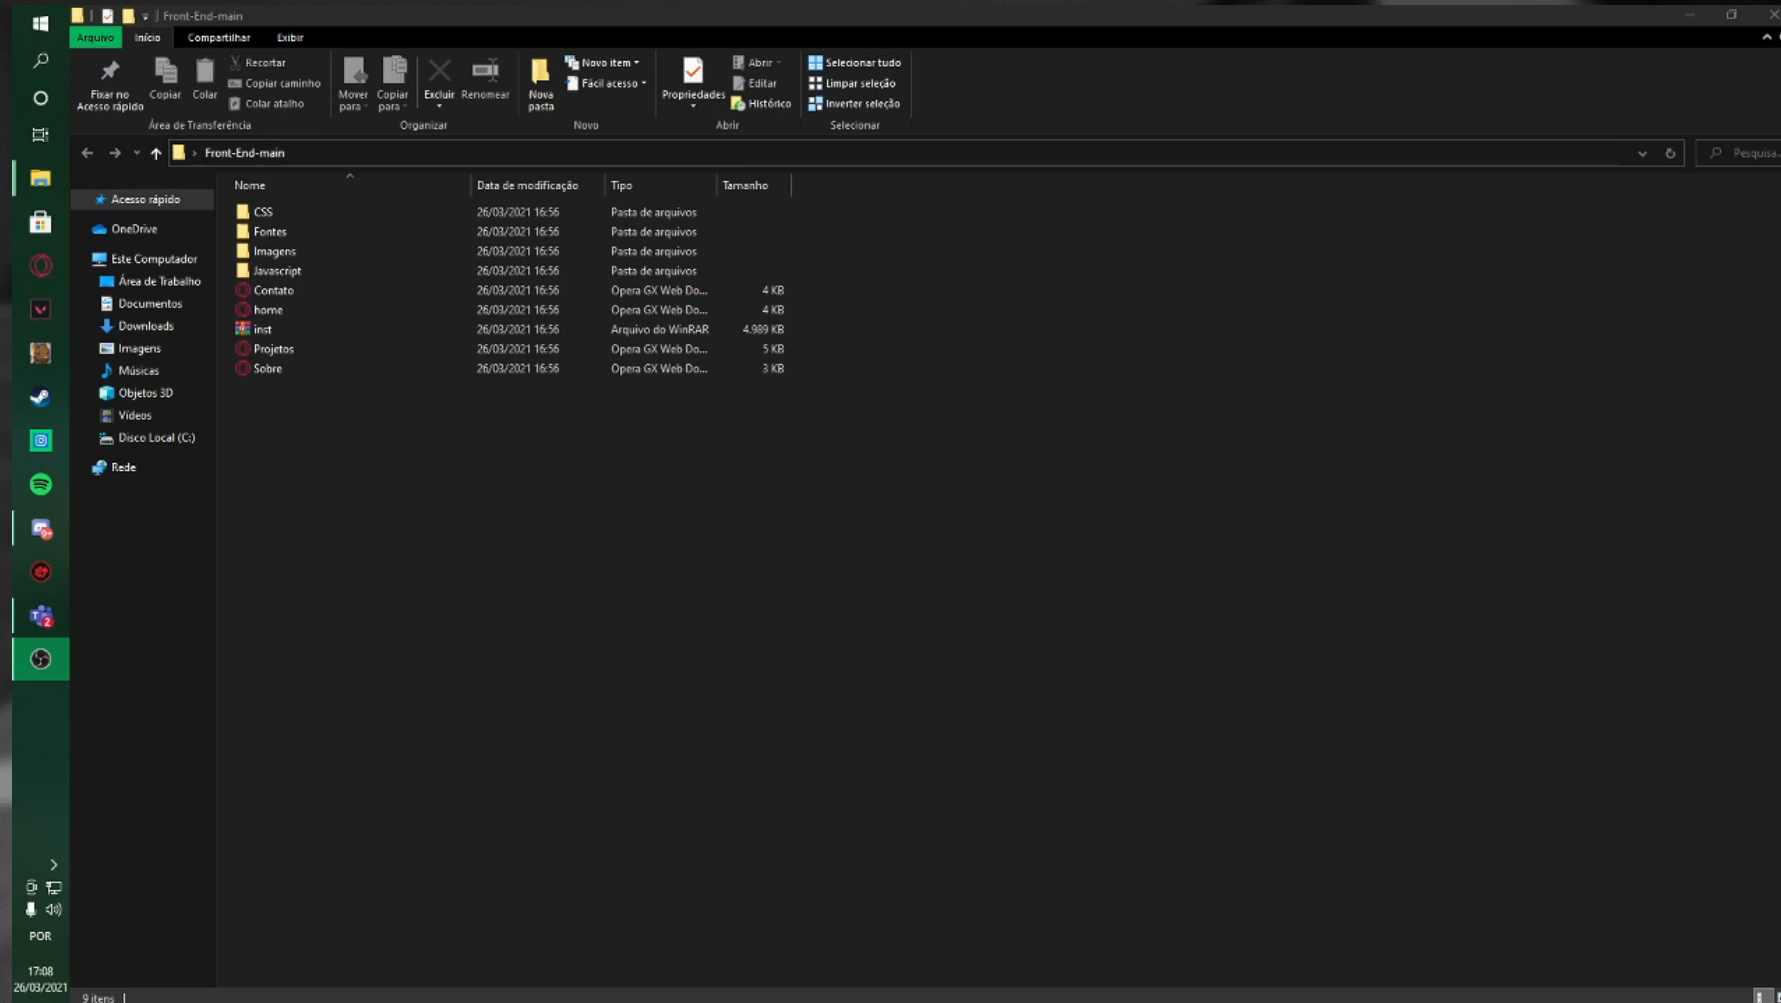 Front-End-main
Arquivo Início Compartilhar Exibir
Fixar no Acesso rápido
Copiar
Colar
Recortar
Copiar caminho
Colar atalho
Área de Transferência
Mover para
Copiar para
Excluir
Renomear
Organizar
Nova pasta
Novo item
Fácil acesso
Novo
Propriedades
Abrir
Editar
Histórico
Abrir
Selecionar tudo
Limpar seleção
Inverter seleção
Selecionar
Front-End-main
Pesquisa...
Acesso rápido
OneDrive
Este Computador
Área de Trabalho
Documentos
Downloads
Imagens
Músicas
Objetos 3D
Vídeos
Disco Local (C:)
Rede
Nome Data de modificação Tipo Tamanho
CSS 26/03/2021 16:56 Pasta de arquivos
Fontes 26/03/2021 16:56 Pasta de arquivos
Imagens 26/03/2021 16:56 Pasta de arquivos
Javascript 26/03/2021 16:56 Pasta de arquivos
Contato 26/03/2021 16:56 Opera GX Web Do... 4 KB
home 26/03/2021 16:56 Opera GX Web Do... 4 KB
inst 26/03/2021 16:56 Arquivo do WinRAR 4.989 KB
Projetos 26/03/2021 16:56 Opera GX Web Do... 5 KB
Sobre 26/03/2021 16:56 Opera GX Web Do... 3 KB
9+
T 2
POR
17:08
26/03/2021
9 itens